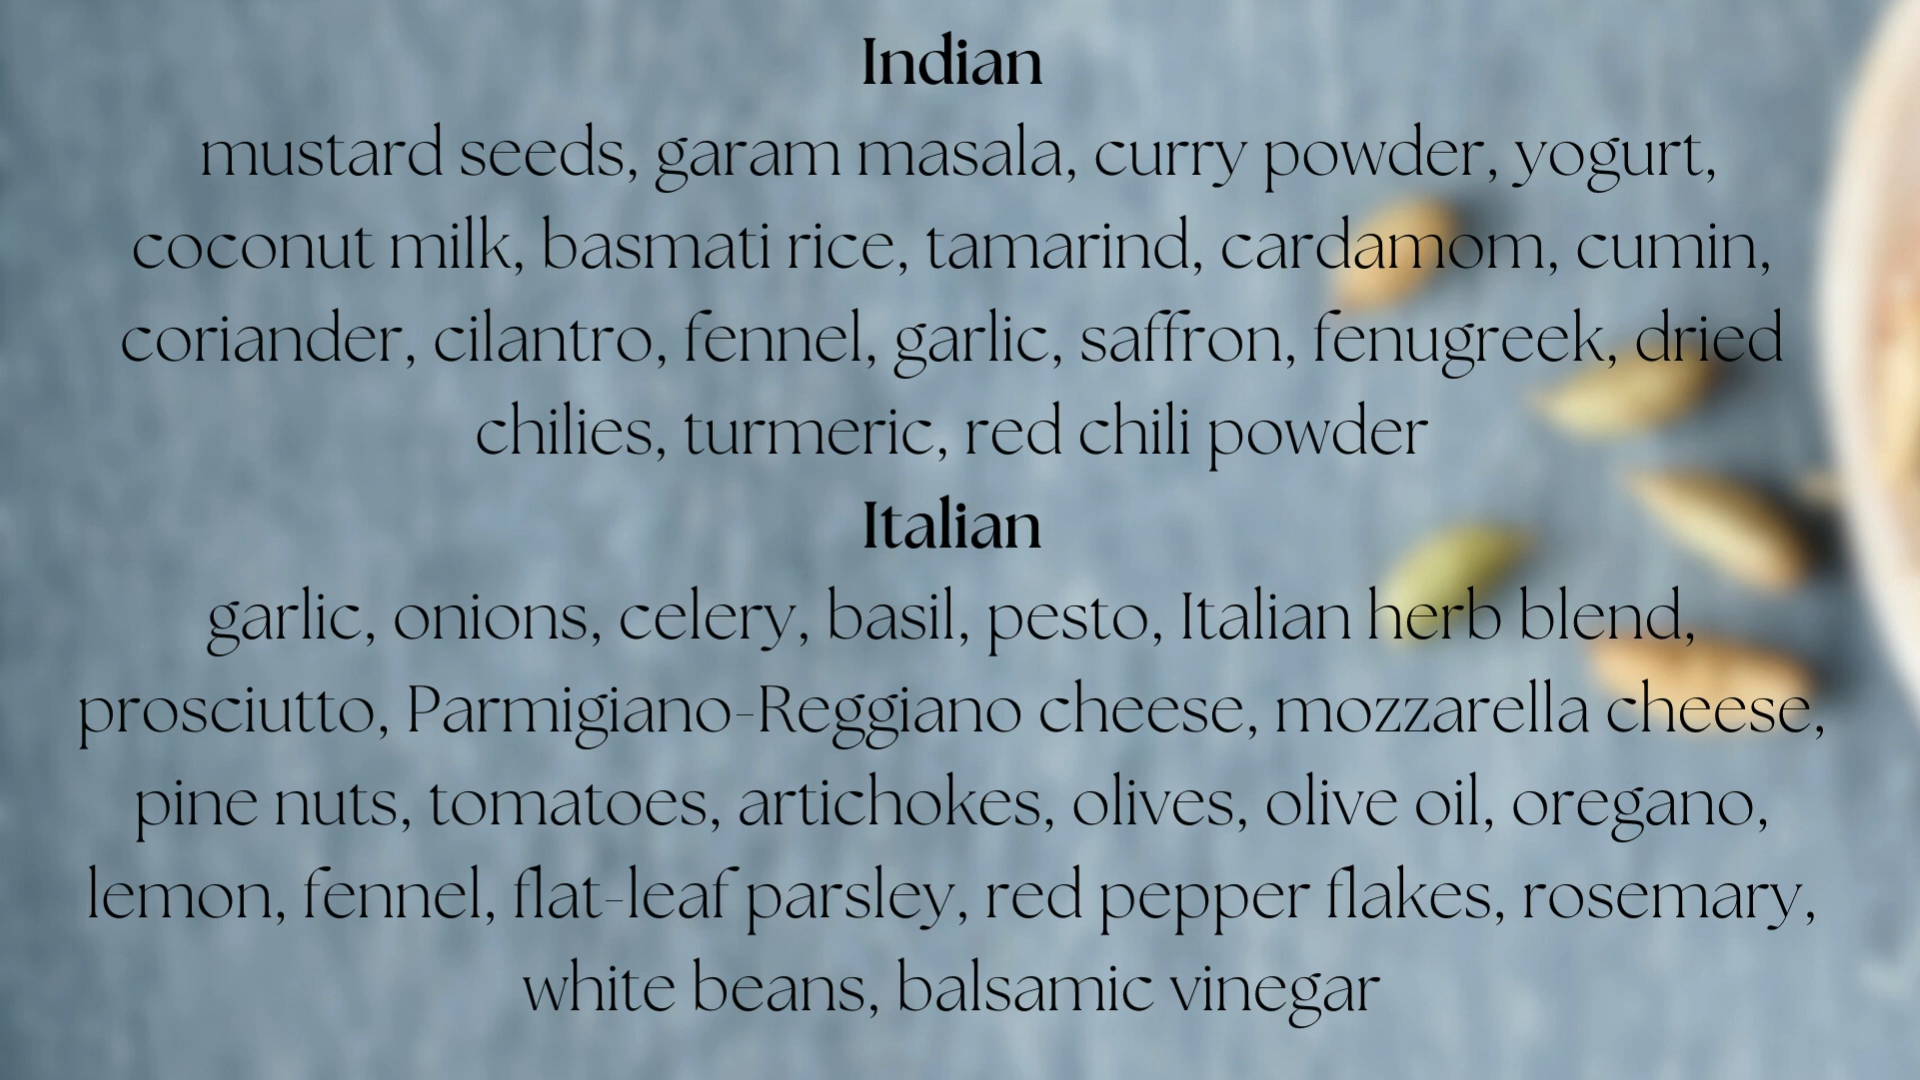 Indian
mustard seeds, garam masala, curry powder, yogurt,
coconut milk, basmati rice, tamarind, cardamom, cumin,
coriander, cilantro, fennel, garlic, saffron, fenugreek, dried
chilies, turmeric, red chili powder
Italian
garlic, onions, celery, basil, pesto, Italian herb blend,
prosciutto, Parmigiano-Reggiano cheese, mozzarella cheese,
pine nuts, tomatoes, artichokes, olives, olive oil, oregano,
lemon, fennel, flat-leaf parsley, red pepper flakes, rosemary,
white beans, balsamic vinegar